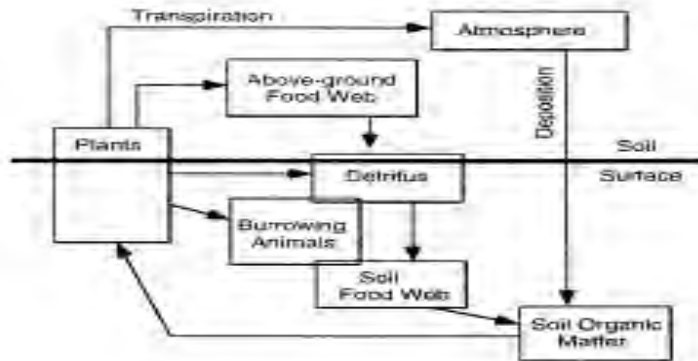 Transpiration
Atmosphere
Above-ground
Food Web
Deposition
Plants
Soil
Surface
Detritus
Burrowing
Animals
Soil
Food Web
Soil Organic
Matter